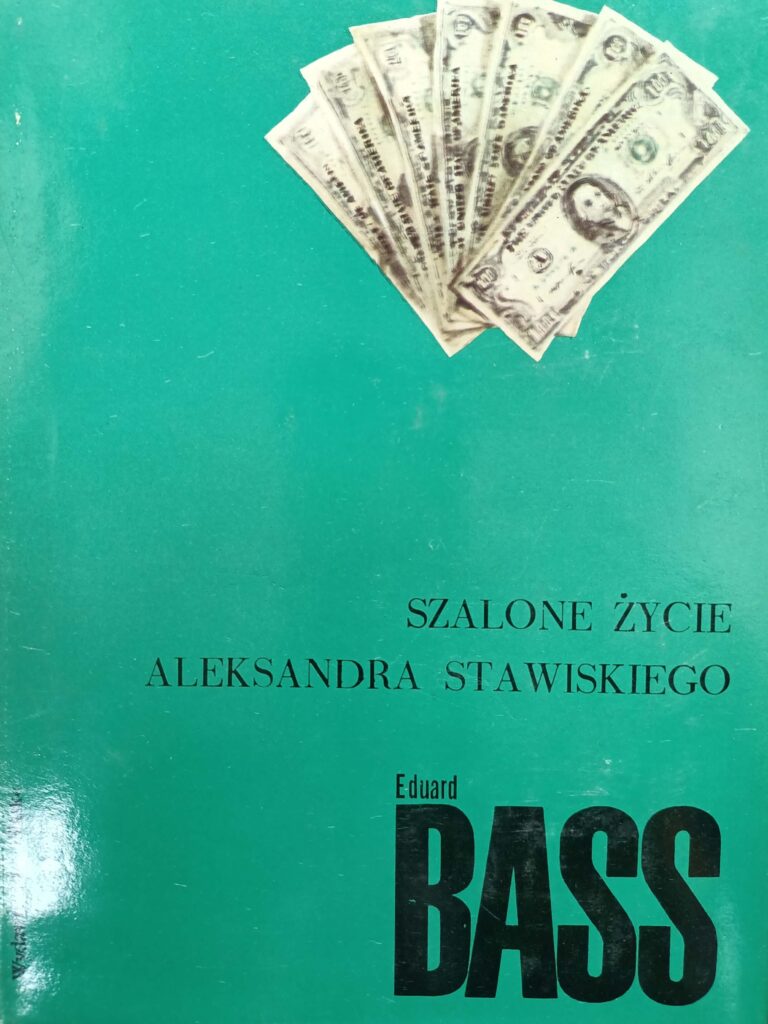 SZALONE ŻYCIE
ALEKSANDRA STAWISKIEGO
Eduard
BASS